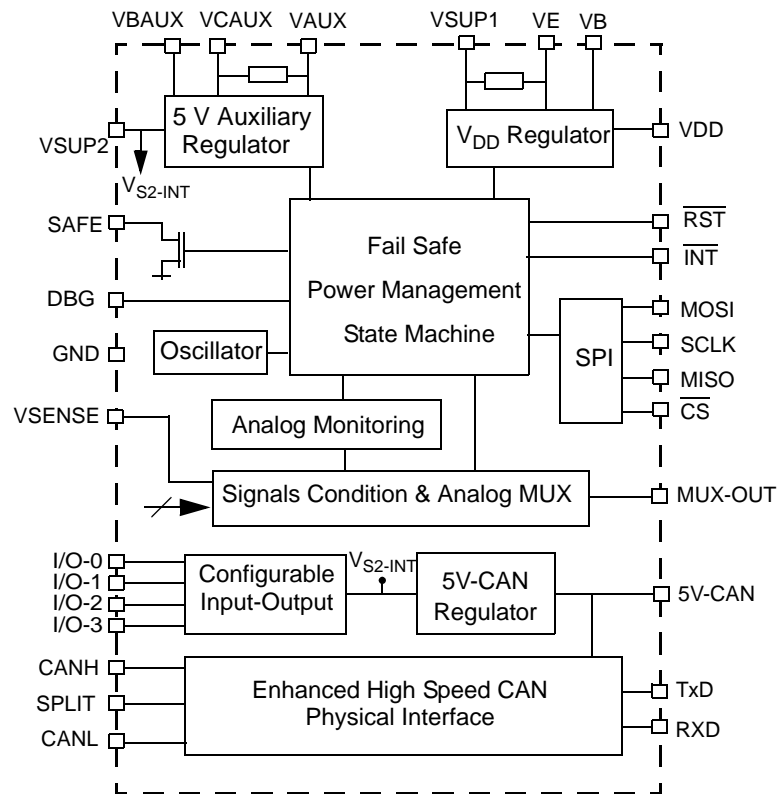 VBAUX VCAUX VAUX VSUP1 VE VB
5 V Auxiliary
Regulator
VDD Regulator
VDD
VSUP2
VS2-INT
SAFE
RST
Fail Safe
Power Management
State Machine
INT
DBG
MOSI
SCLK
MISO
CS
SPI
GND
Oscillator
VSENSE
Analog Monitoring
Signals Condition & Analog MUX
MUX-OUT
I/O-0
I/O-1
I/O-2
I/O-3
Configurable
Input-Output
VS2-INT
5V-CAN
Regulator
5V-CAN
CANH
SPLIT
CANL
Enhanced High Speed CAN
Physical Interface
TxD
RXD